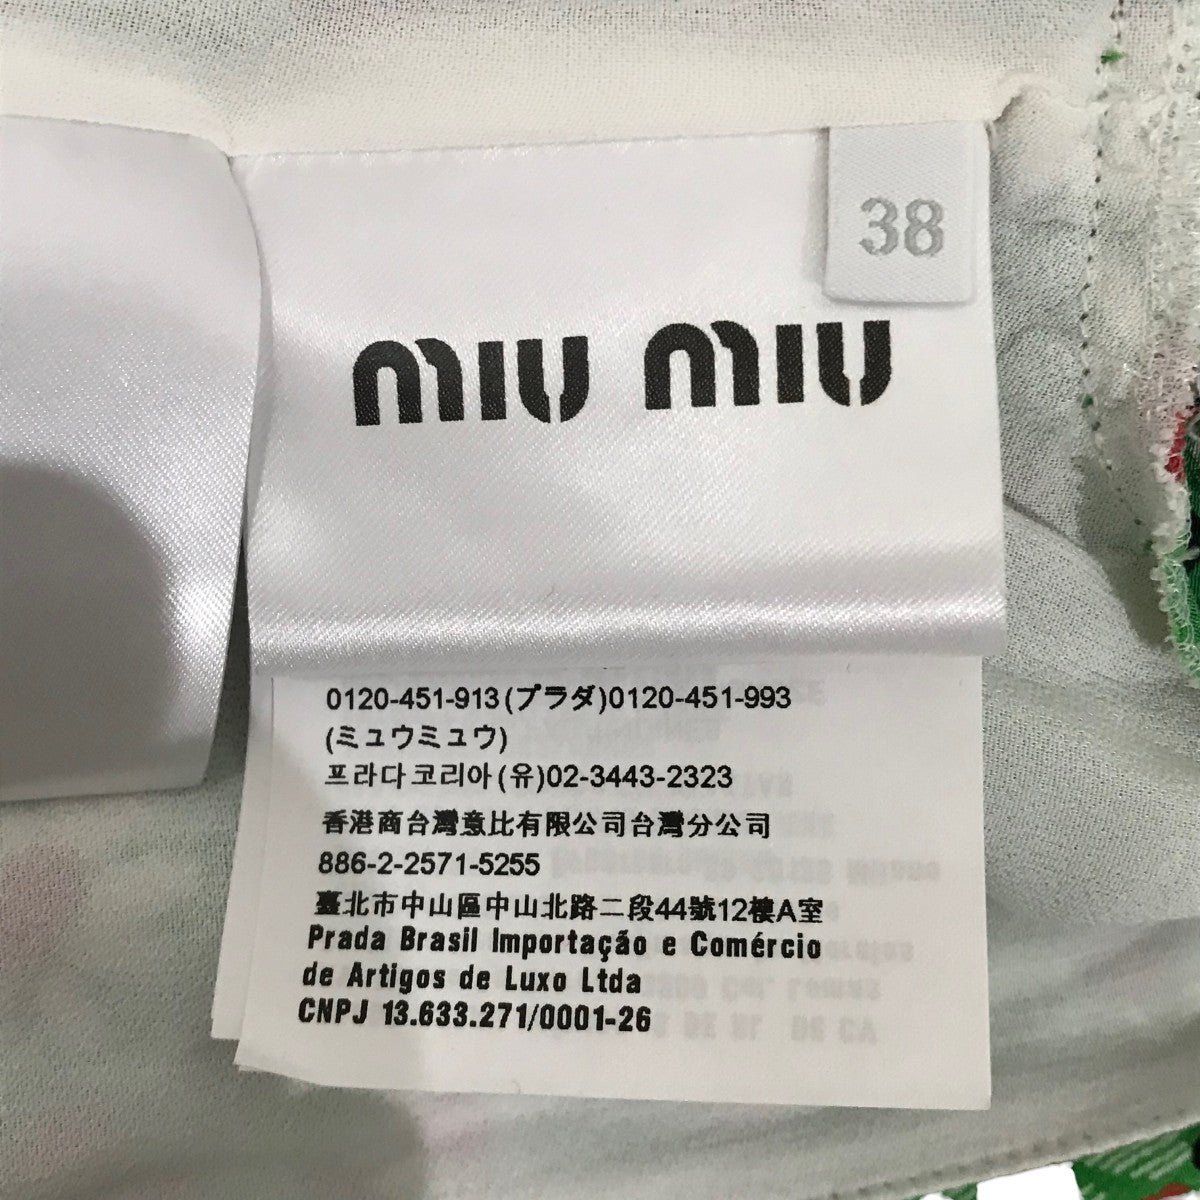 38
miu miu
0120-451-913(プラダ)0120-451-993
(ミュウミュウ)
프라다코리아(유)02-3443-2323
香港商台灣意比有限公司台灣分公司
886-2-2571-5255
臺北市中山區中山北路二段44號12樓A室
Prada Brasil Importação e Comércio
de Artigos de Luxo Ltda
CNPJ 13.633.271/0001-26